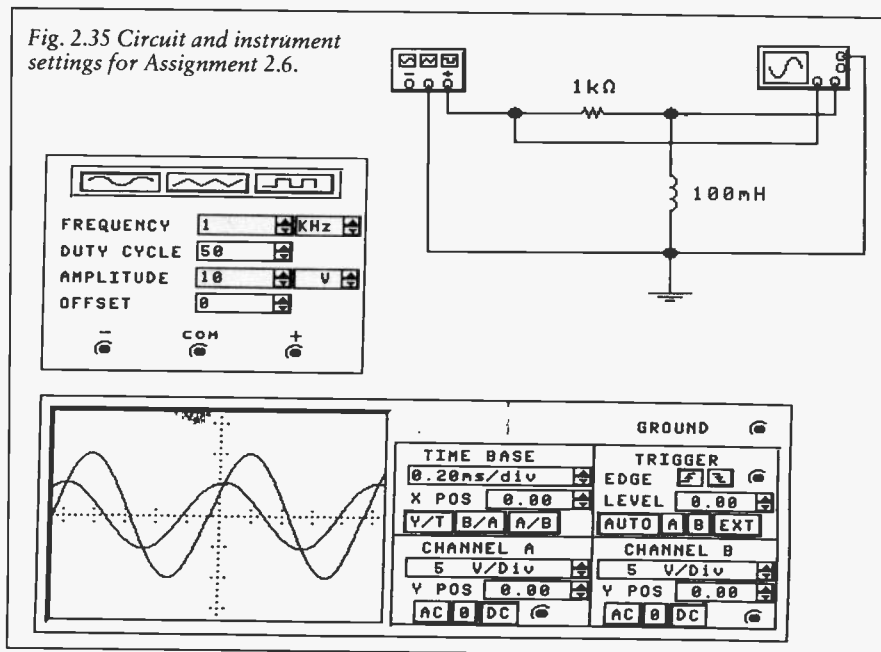 Fig. 2.35 Circuit and instrument
settings for Assignment 2.6.
1kΩ
100mH
FREQUENCY 1 KHz
DUTY CYCLE 50
AMPLITUDE 10 V
OFFSET 0
− COM +
GROUND
TIME BASE
0.20ms/div
X POS 0.00
Y/T B/A A/B
TRIGGER
EDGE
LEVEL 0.00
AUTO A B EXT
CHANNEL A
5 V/Div
Y POS 0.00
AC 0 DC
CHANNEL B
5 V/Div
Y POS 0.00
AC 0 DC